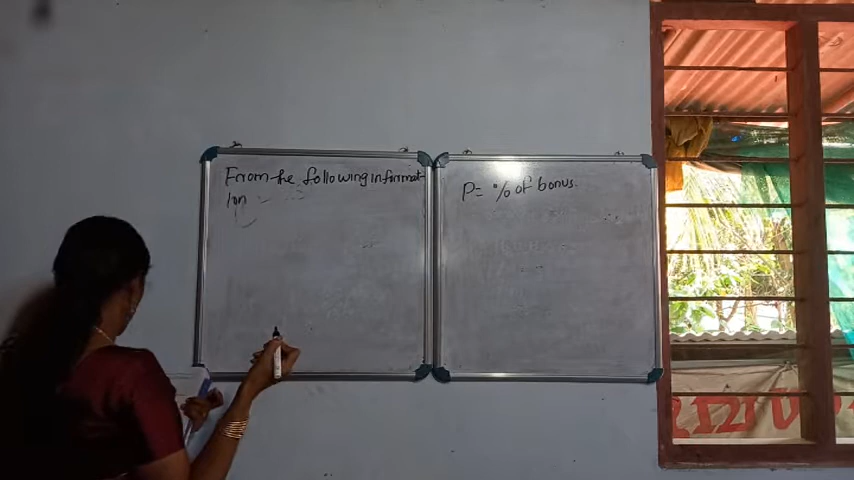 From the following informat-
ion
P = % of bonus.